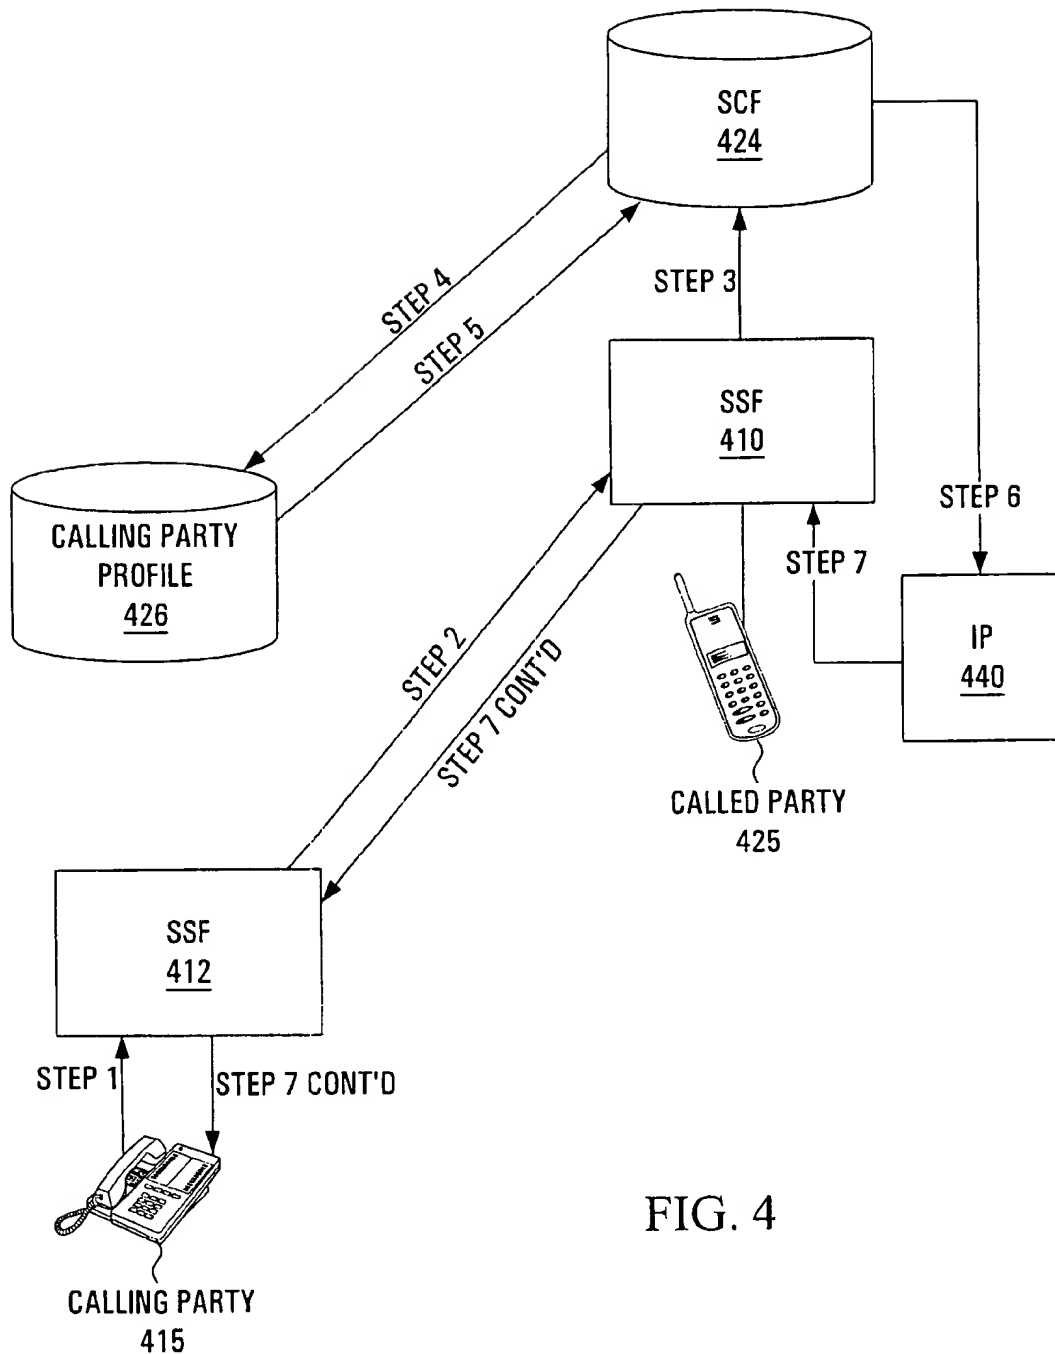 SCF
424
STEP 4
STEP 3
STEP 5
SSF
410
STEP 6
CALLING PARTY
PROFILE
426
STEP 7
STEP 2
IP
440
STEP 7 CONT'D
CALLED PARTY
425
SSF
412
STEP 1
STEP 7 CONT'D
FIG. 4
CALLING PARTY
415